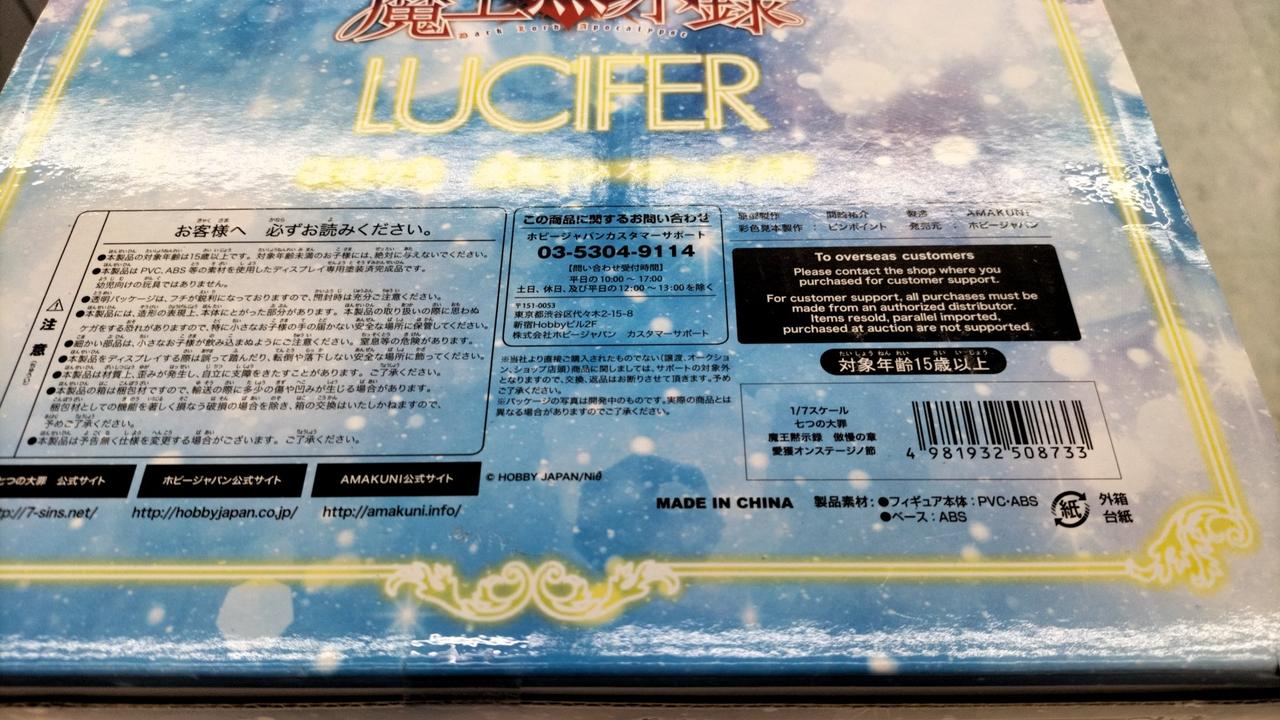 魔王黙示録
Dark Lord Apocalypse
LUCIFER
お客様へ 必ずお読みください。
●本製品の対象年齢は15歳以上です。対象年齢未満のお子様には、絶対に与えないでください。
●本製品は PVC、ABS 等の素材を使用したディスプレイ専用塗装済完成品です。
幼児向けの玩具ではありません。
●透明パッケージは、フチが鋭利になっておりますので、開封時は充分ご注意ください。
●本製品には、造形の表現上、本体にとがった部分があります。本製品の取り扱いの際に思わぬ
ケガをする恐れがありますので、特に小さなお子様の手の届かない安全な場所に保管してください。
●細かい部品は、小さなお子様が飲み込まぬようにご注意ください。窒息等の危険があります。
●本製品をディスプレイする際は誤って踏んだり、転倒や落下しない安全な場所に飾ってください。
●本製品は材質上、歪みが発生し、自立に支障をきたすことがあります。ご了承ください。
●本製品の箱は梱包材ですので、輸送の際に多少の傷や凹みが生じる場合があります。
梱包材としての機能を著しく損なう破損の場合を除き、箱の交換はいたしかねますので、
予めご了承ください。
●本製品は予告無く仕様を変更する場合がございます。ご了承ください。
注意
この商品に関するお問い合わせ
ホビージャパンカスタマーサポート
03-5304-9114
【問い合わせ受付時間】
平日の10:00 〜 17:00
土日、休日、及び平日の12:00 〜 13:00を除く
〒151-0053
東京都渋谷区代々木2-15-8
新宿Hobbyビル2F
株式会社ホビージャパン カスタマーサポート
※当社より直接ご購入されたものでない(譲渡、オークショ
ン、ショップ店頭)商品に関しましては、サポートの対象外
となりますので、交換、返品はお断りさせて頂きます。予め
ご了承ください。
※パッケージの写真は開発中のものです。実際の商品とは
異なる場合がありますのでご了承ください。
原型製作 : 間崎祐介 製造 : AMAKUNI
彩色見本製作 : ピンポイント 発売元 : ホビージャパン
To overseas customers
Please contact the shop where you
purchased for customer support.
For customer support, all purchases must be
made from an authorized distributor.
Items resold, parallel imported,
purchased at auction are not supported.
対象年齢15歳以上
1/7スケール
七つの大罪
魔王黙示録 傲慢の章
愛獲オンステージノ節
4 981932 508733
七つの大罪 公式サイト
ホビージャパン公式サイト
AMAKUNI公式サイト
© HOBBY JAPAN/Niθ
://7-sins.net/
http://hobbyjapan.co.jp/
http://amakuni.info/
MADE IN CHINA
製品素材:●フィギュア本体:PVC・ABS
●ベース:ABS
紙
外箱
台紙